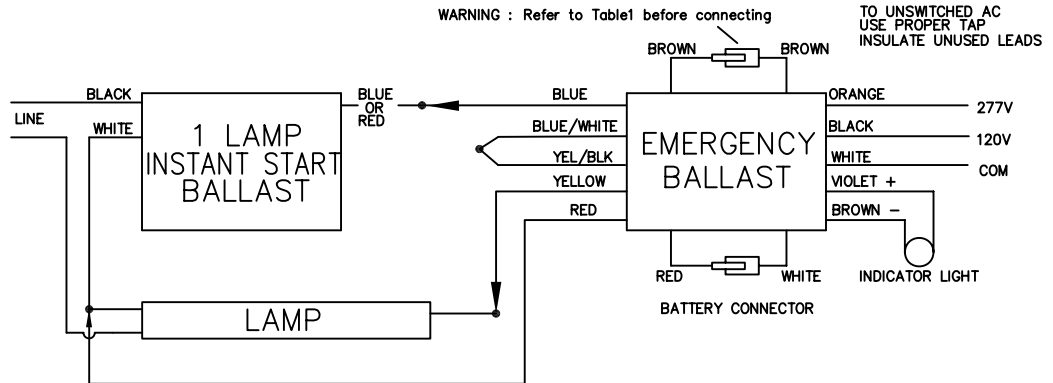 WARNING : Refer to Table1 before connecting
TO UNSWITCHED AC
USE PROPER TAP
INSULATE UNUSED LEADS
BROWN
BROWN
BLACK
LINE
WHITE
1 LAMP
INSTANT START
BALLAST
BLUE
OR
RED
BLUE
BLUE/WHITE
YEL/BLK
YELLOW
RED
EMERGENCY
BALLAST
ORANGE
277V
BLACK
120V
WHITE
COM
VIOLET +
BROWN -
INDICATOR LIGHT
RED
WHITE
BATTERY CONNECTOR
LAMP